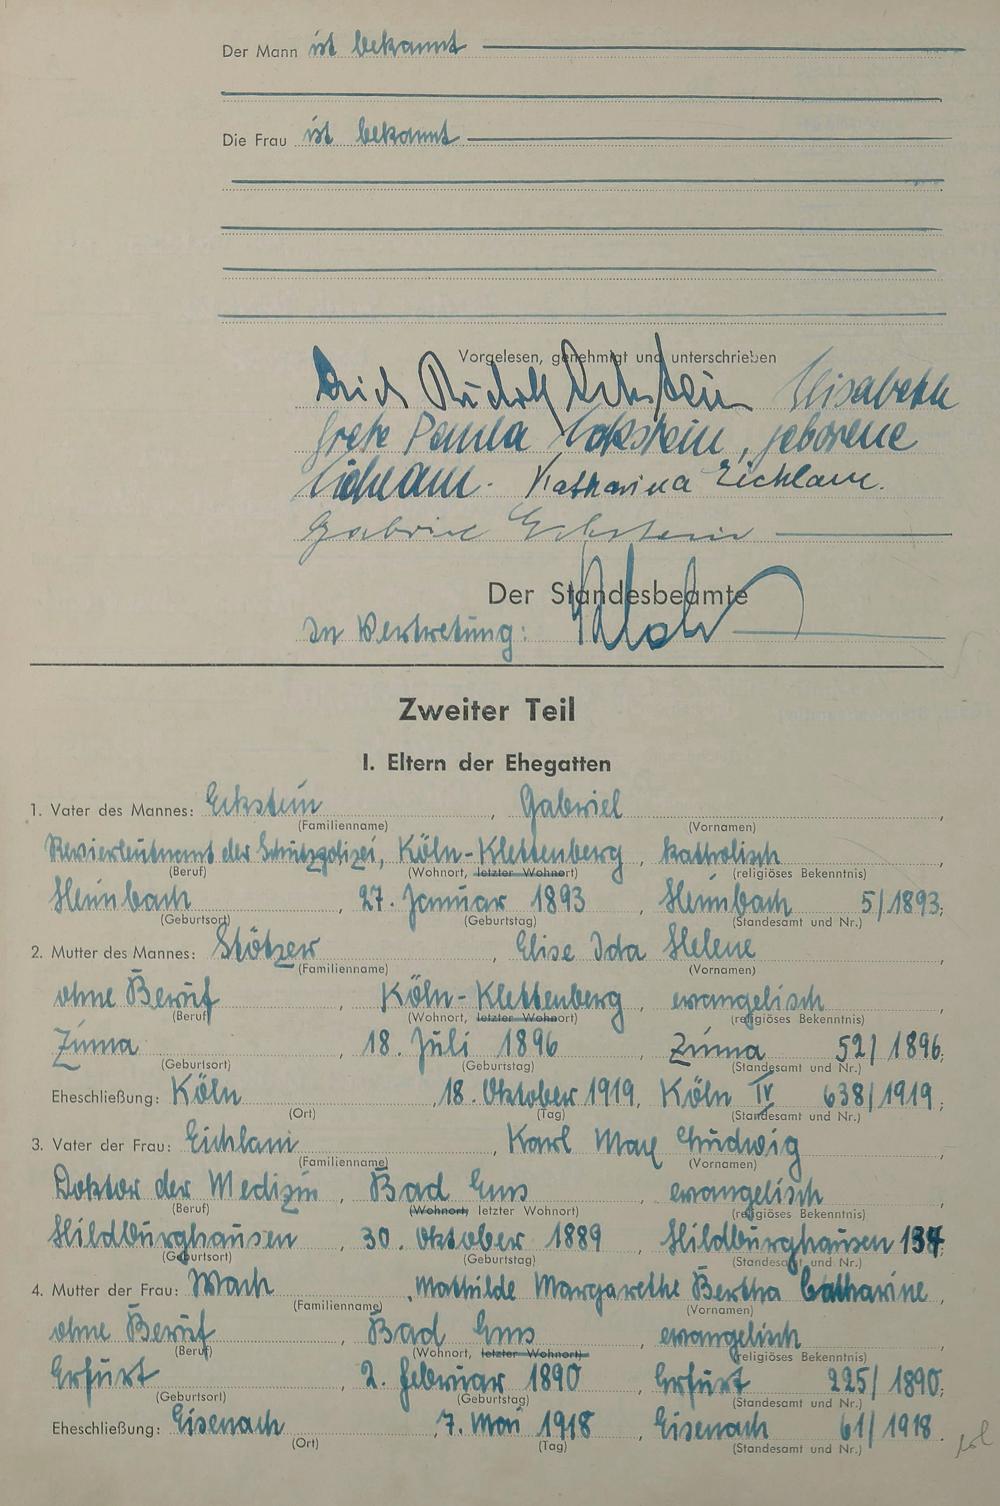 Der Mann ist bekannt
Die Frau ist bekannt
Vorgelesen, genehmigt und unterschrieben
Erich Rudolf Eckstein Elisabeth
Grete Paula Eckstein, geborene
Eichlam. Katharina Eichlam.
Gabriel Eckstein
Der Standesbeamte
In Vertretung:
Zweiter Teil
I. Eltern der Ehegatten
1. Vater des Mannes: Eckstein, Gabriel,
(Familienname) (Vornamen)
Revierleutnant der Schutzpolizei, Köln-Klettenberg, katholisch,
(Beruf) (Wohnort, letzter Wohnort) (religiöses Bekenntnis)
Heimbach, 27. Januar 1893, Heimbach 5/1893;
(Geburtsort) (Geburtstag) (Standesamt und Nr.)
2. Mutter des Mannes: Stötzer, Elise Ida Helene,
(Familienname) (Vornamen)
ohne Beruf, Köln-Klettenberg, evangelisch,
(Beruf) (Wohnort, letzter Wohnort) (religiöses Bekenntnis)
Zinna, 18. Juli 1896, Zinna 52/1896;
(Geburtsort) (Geburtstag) (Standesamt und Nr.)
Eheschließung: Köln, 18. Oktober 1919, Köln IV 638/1919;
(Ort) (Tag) (Standesamt und Nr.)
3. Vater der Frau: Eichlam, Karl Max Ludwig,
(Familienname) (Vornamen)
Doktor der Medizin, Bad Ems, evangelisch,
(Beruf) (Wohnort, letzter Wohnort) (religiöses Bekenntnis)
Hildburghausen, 30. Oktober 1889, Hildburghausen
(Geburtsort) (Geburtstag) (Standesamt und Nr.)
4. Mutter der Frau: Wach, Mathilde Margarethe Bertha Catharine,
(Familienname) (Vornamen)
ohne Beruf, Bad Ems, evangelisch,
(Beruf) (Wohnort, letzter Wohnort) (religiöses Bekenntnis)
Erfurt, 2. Februar 1890, Erfurt 225/1890;
(Geburtsort) (Geburtstag) (Standesamt und Nr.)
Eheschließung: Eisenach, 7. Mai 1918, Eisenach 61/1918.
(Ort) (Tag) (Standesamt und Nr.)